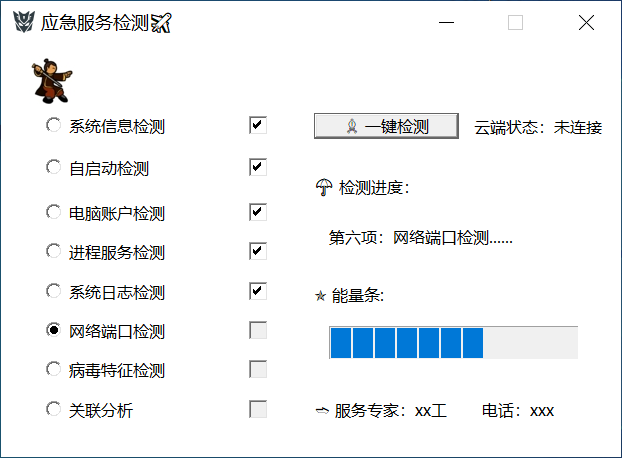 应急服务检测
系统信息检测
一键检测
云端状态：未连接
自启动检测
检测进度：
电脑账户检测
第六项：网络端口检测......
进程服务检测
系统日志检测
能量条:
网络端口检测
病毒特征检测
关联分析
服务专家：xx工
电话：xxx